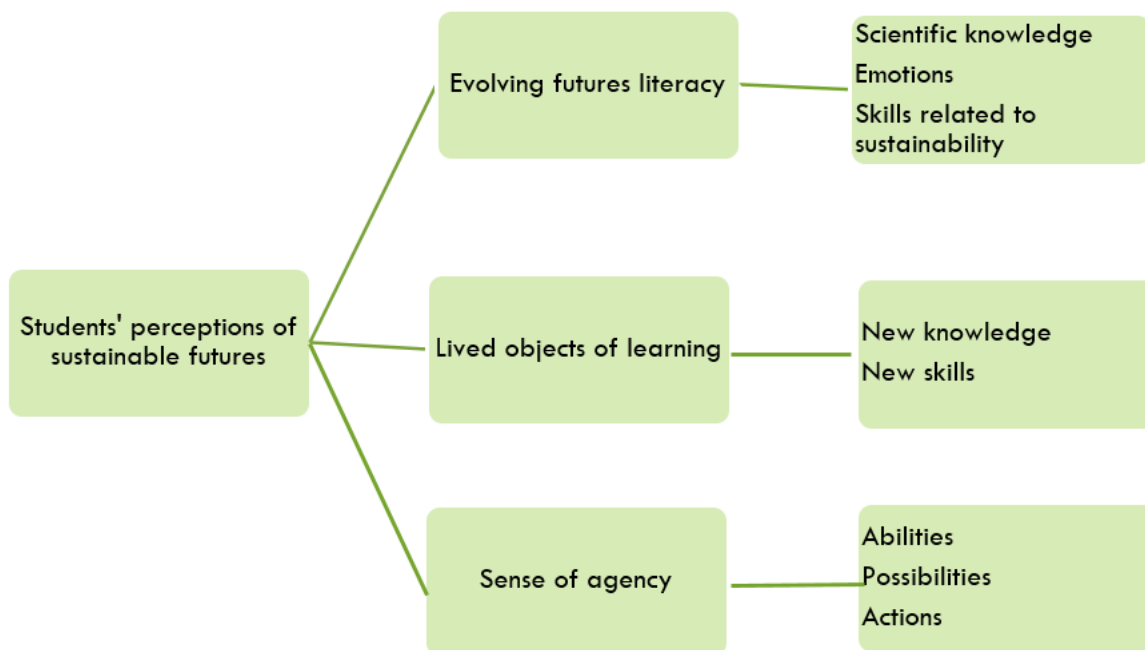 Students' perceptions of
sustainable futures
Evolving futures literacy
Scientific knowledge
Emotions
Skills related to
sustainability
Lived objects of learning
New knowledge
New skills
Sense of agency
Abilities
Possibilities
Actions